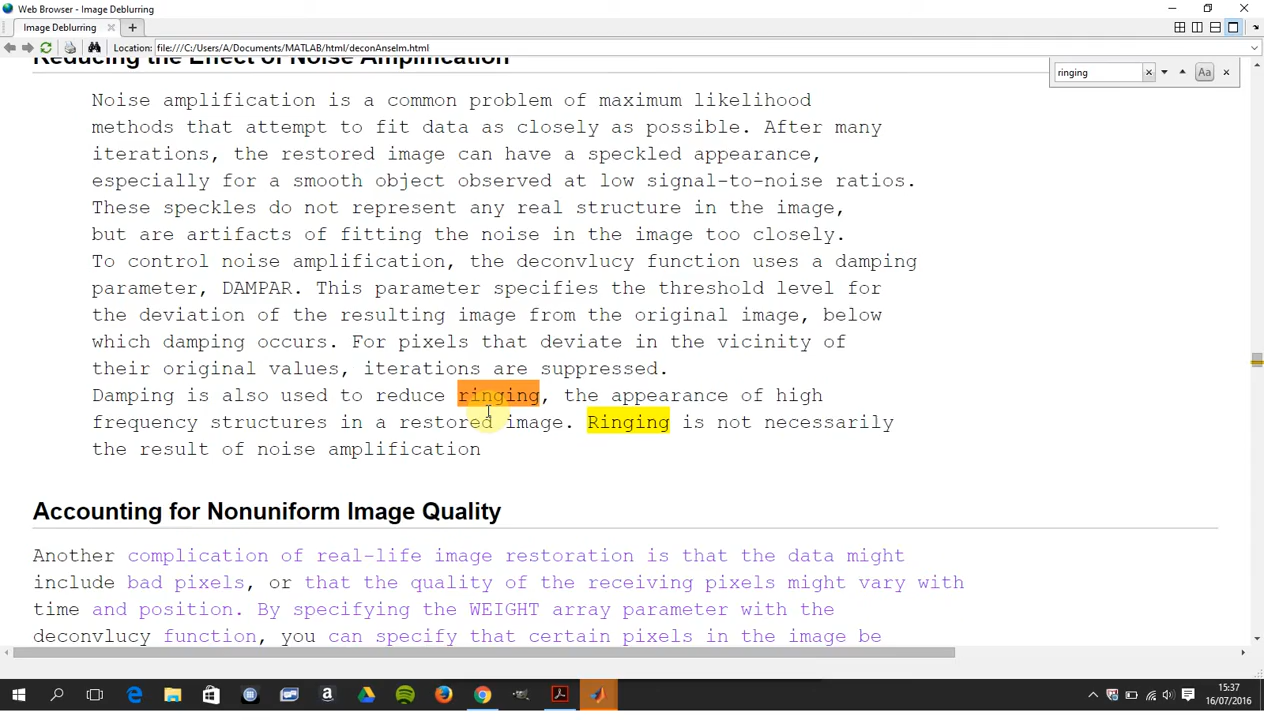 Web Browser - Image Deblurring
Image Deblurring
Location: file:///C:/Users/A/Documents/MATLAB/html/deconAnselm.html
Reducing the Effect of Noise Amplification
ringing
Aa
Noise amplification is a common problem of maximum likelihood
methods that attempt to fit data as closely as possible. After many
iterations, the restored image can have a speckled appearance,
especially for a smooth object observed at low signal-to-noise ratios.
These speckles do not represent any real structure in the image,
but are artifacts of fitting the noise in the image too closely.
To control noise amplification, the deconvlucy function uses a damping
parameter, DAMPAR. This parameter specifies the threshold level for
the deviation of the resulting image from the original image, below
which damping occurs. For pixels that deviate in the vicinity of
their original values, iterations are suppressed.
Damping is also used to reduce ringing, the appearance of high
frequency structures in a restored image. Ringing is not necessarily
the result of noise amplification
Accounting for Nonuniform Image Quality
Another complication of real-life image restoration is that the data might
include bad pixels, or that the quality of the receiving pixels might vary with
time and position. By specifying the WEIGHT array parameter with the
deconvlucy function, you can specify that certain pixels in the image be
15:37
16/07/2016